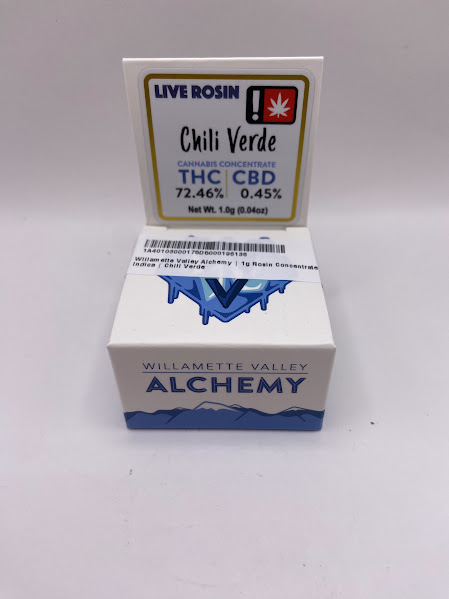 LIVE ROSIN
Chili Verde
CANNABIS CONCENTRATE
THC | CBD
72.46% 0.45%
Net Wt. 1.0g (0.04oz)
1A4010300017BDB000198136
Willamette Valley Alchemy | 1g Rosin Concentrate
Indica | Chili Verde
WILLAMETTE VALLEY
ALCHEMY